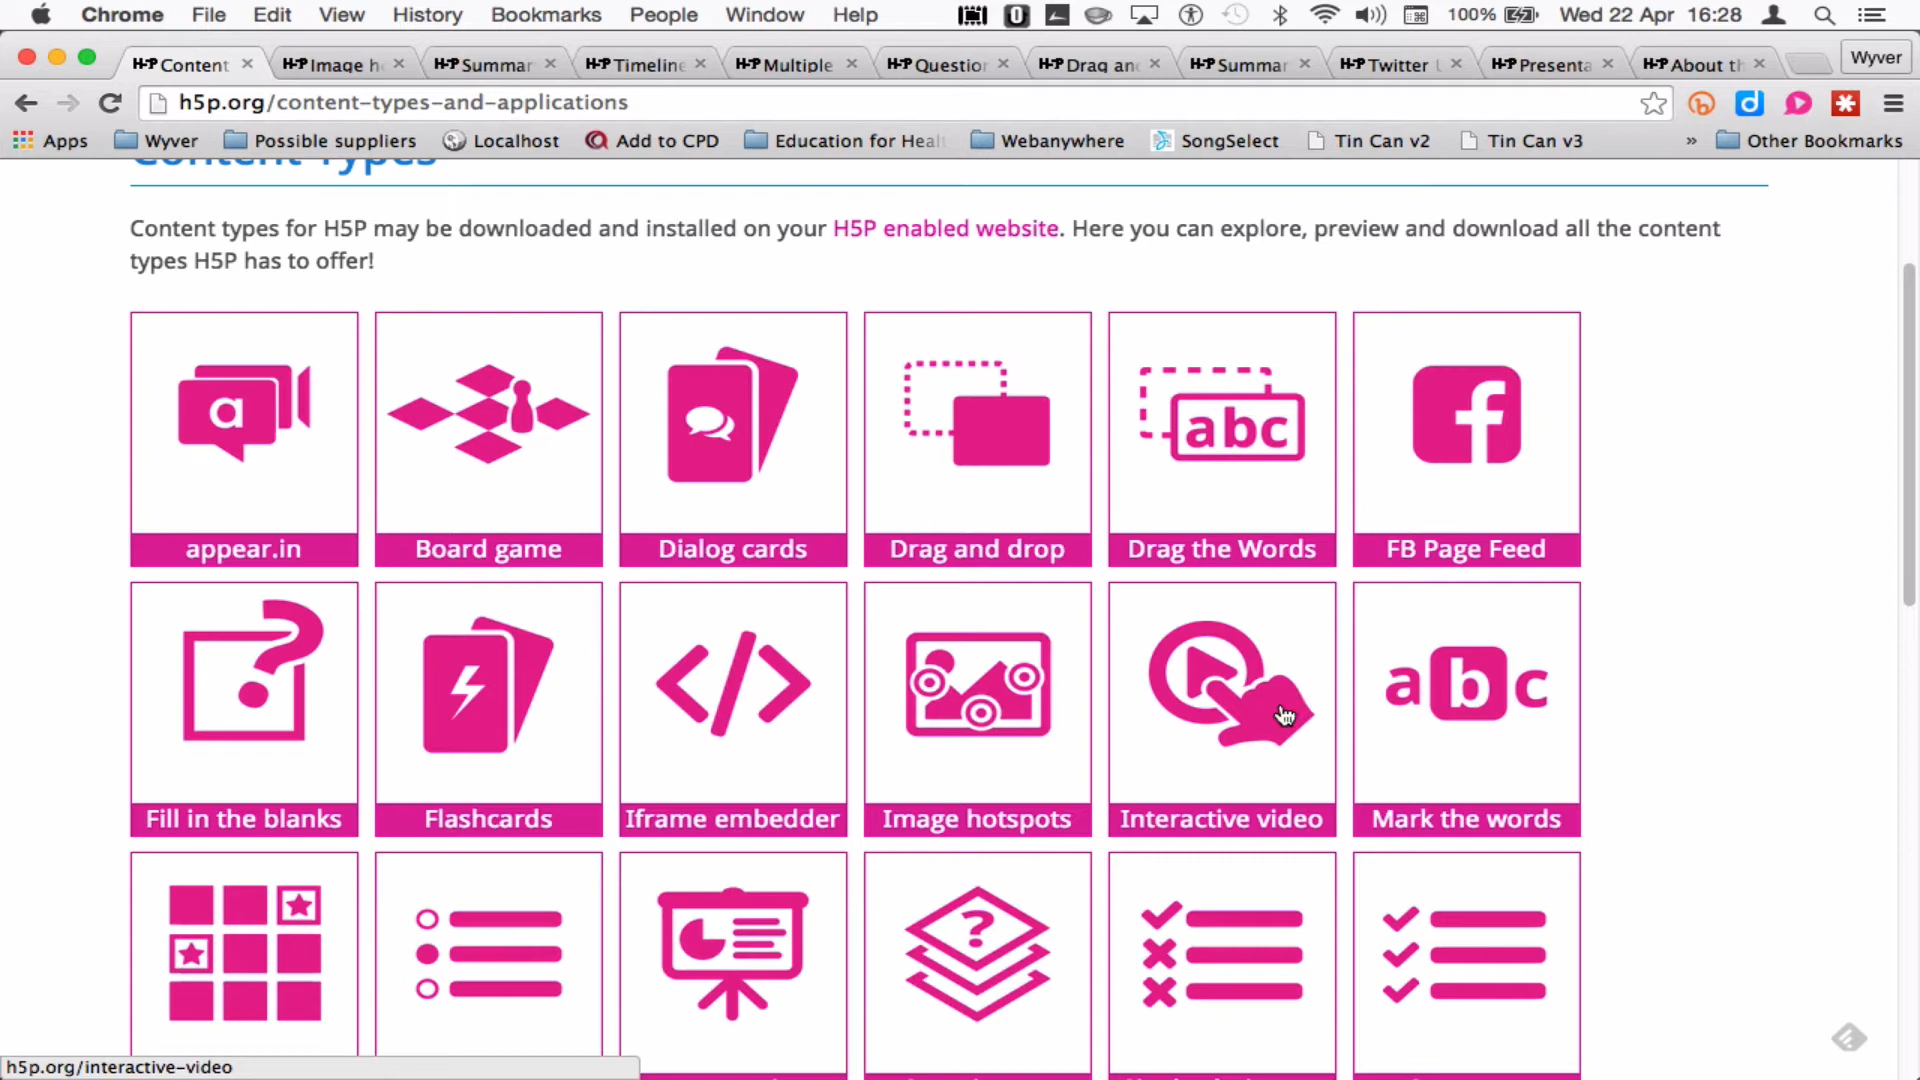 Chrome File Edit View History Bookmarks People Window Help 100% Wed 22 Apr 16:28
H-P Content H-P Image h H-P Summar H-P Timeline H-P Multiple H-P Questio H-P Drag an H-P Summar H-P Twitter H-P Presenta H-P About th Wyver
h5p.org/content-types-and-applications
Apps Wyver Possible suppliers Localhost Add to CPD Education for Heal Webanywhere SongSelect Tin Can v2 Tin Can v3 » Other Bookmarks
Content Types
Content types for H5P may be downloaded and installed on your H5P enabled website. Here you can explore, preview and download all the content
types H5P has to offer!
a
abc
f
appear.in Board game Dialog cards Drag and drop Drag the Words FB Page Feed
?
</>
abc
Fill in the blanks Flashcards Iframe embedder Image hotspots Interactive video Mark the words
?
h5p.org/interactive-video